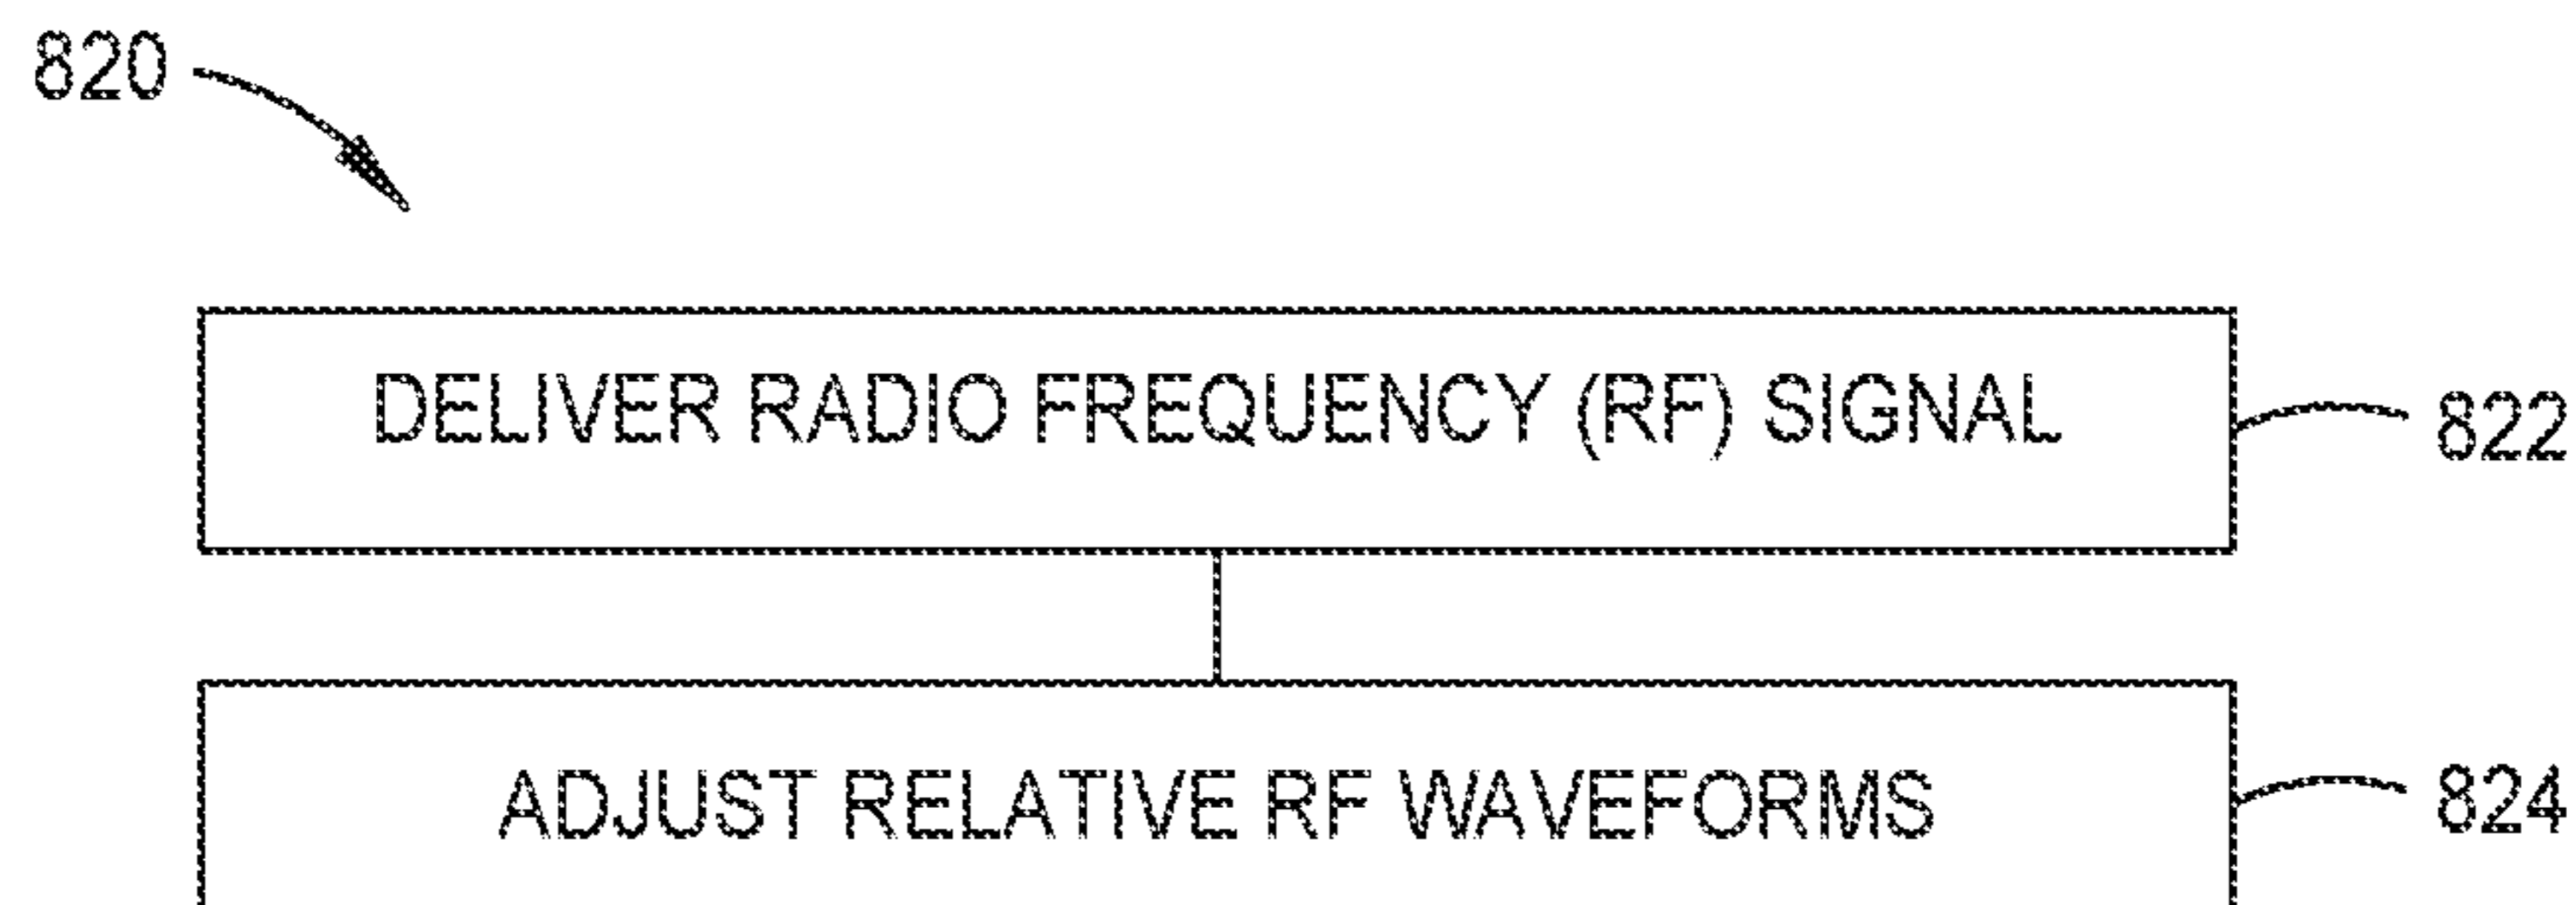 820
DELIVER RADIO FREQUENCY (RF) SIGNAL
822
ADJUST RELATIVE RF WAVEFORMS
824